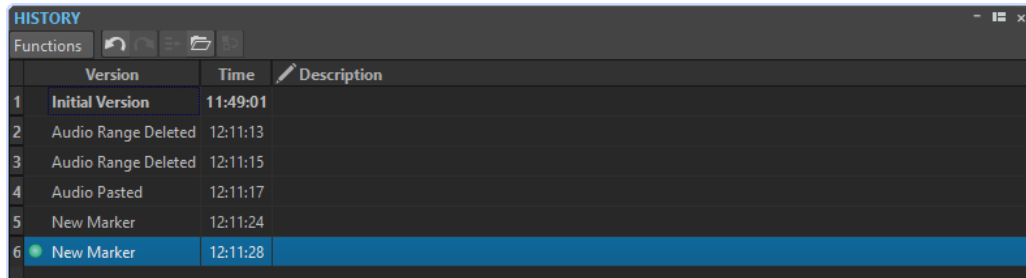 HISTORY
Functions
Version Time Description
1 Initial Version 11:49:01
2 Audio Range Deleted 12:11:13
3 Audio Range Deleted 12:11:15
4 Audio Pasted 12:11:17
5 New Marker 12:11:24
6 New Marker 12:11:28